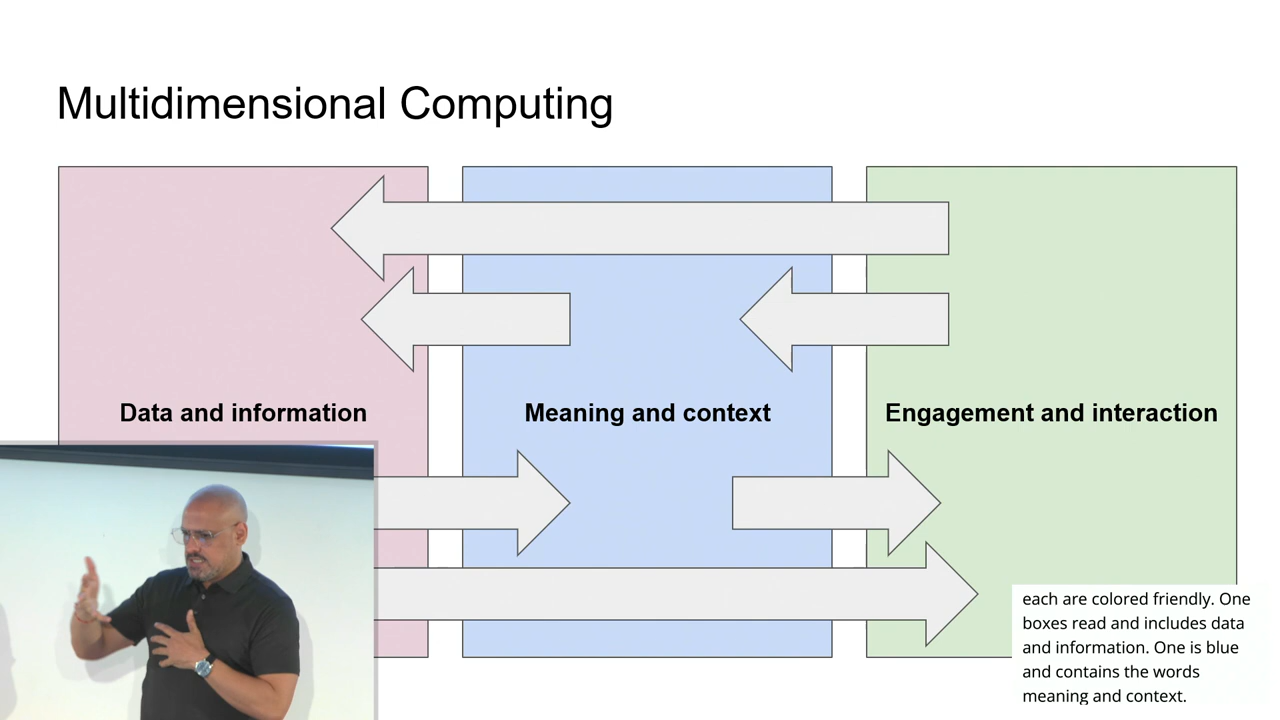 Multidimensional Computing
Data and information
Meaning and context
Engagement and interaction
each are colored friendly. One
boxes read and includes data
and information. One is blue
and contains the words
meaning and context.